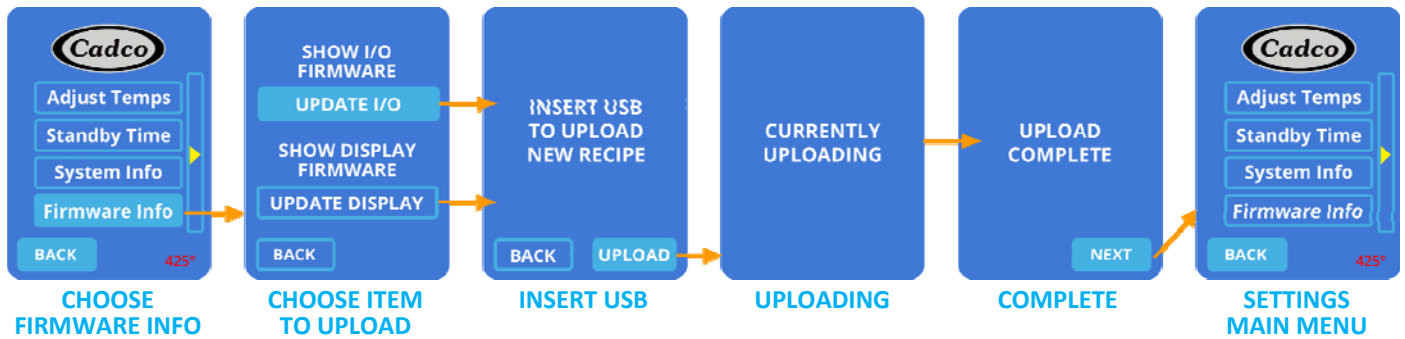 Cadco
Adjust Temps
Standby Time
System Info
Firmware Info
BACK
425°
CHOOSE
FIRMWARE INFO
SHOW I/O
FIRMWARE
UPDATE I/O
SHOW DISPLAY
FIRMWARE
UPDATE DISPLAY
BACK
CHOOSE ITEM
TO UPLOAD
INSERT USB
TO UPLOAD
NEW RECIPE
BACK
UPLOAD
INSERT USB
CURRENTLY
UPLOADING
UPLOADING
UPLOAD
COMPLETE
NEXT
COMPLETE
Cadco
Adjust Temps
Standby Time
System Info
Firmware Info
BACK
425°
SETTINGS
MAIN MENU